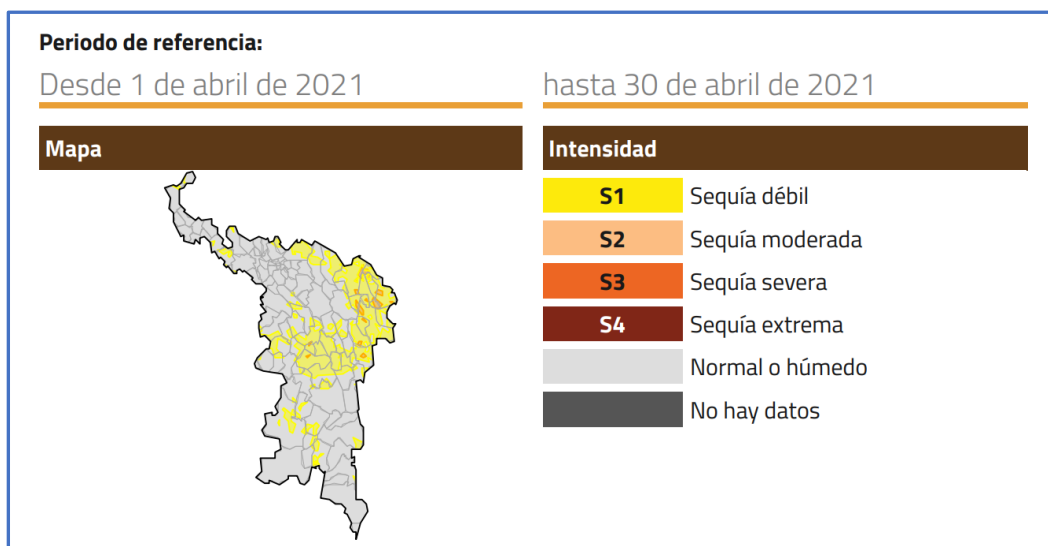 Periodo de referencia:
Desde 1 de abril de 2021
hasta 30 de abril de 2021
Mapa
Intensidad
S1 Sequía débil
S2 Sequía moderada
S3 Sequía severa
S4 Sequía extrema
Normal o húmedo
No hay datos